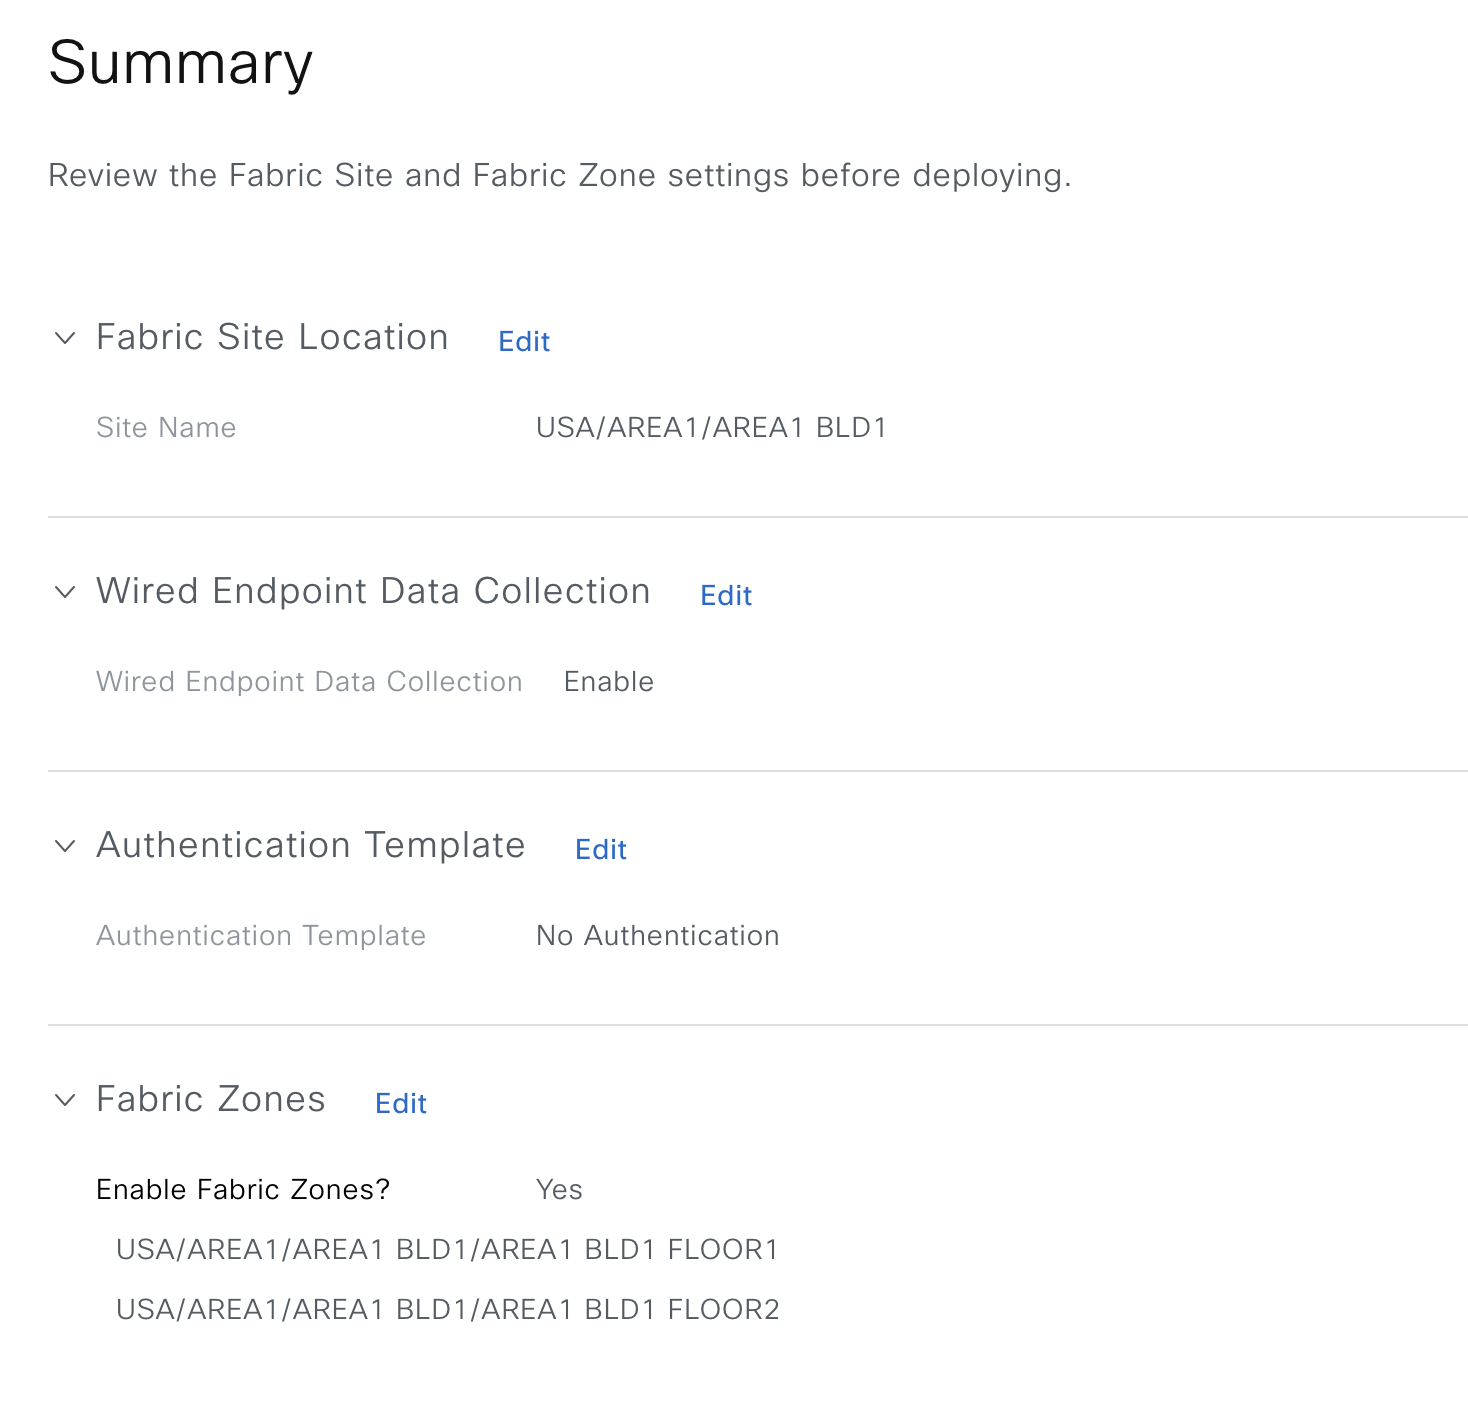 Summary
Review the Fabric Site and Fabric Zone settings before deploying.
Fabric Site Location Edit
Site Name USA/AREA1/AREA1 BLD1
Wired Endpoint Data Collection Edit
Wired Endpoint Data Collection Enable
Authentication Template Edit
Authentication Template No Authentication
Fabric Zones Edit
Enable Fabric Zones? Yes
USA/AREA1/AREA1 BLD1/AREA1 BLD1 FLOOR1
USA/AREA1/AREA1 BLD1/AREA1 BLD1 FLOOR2